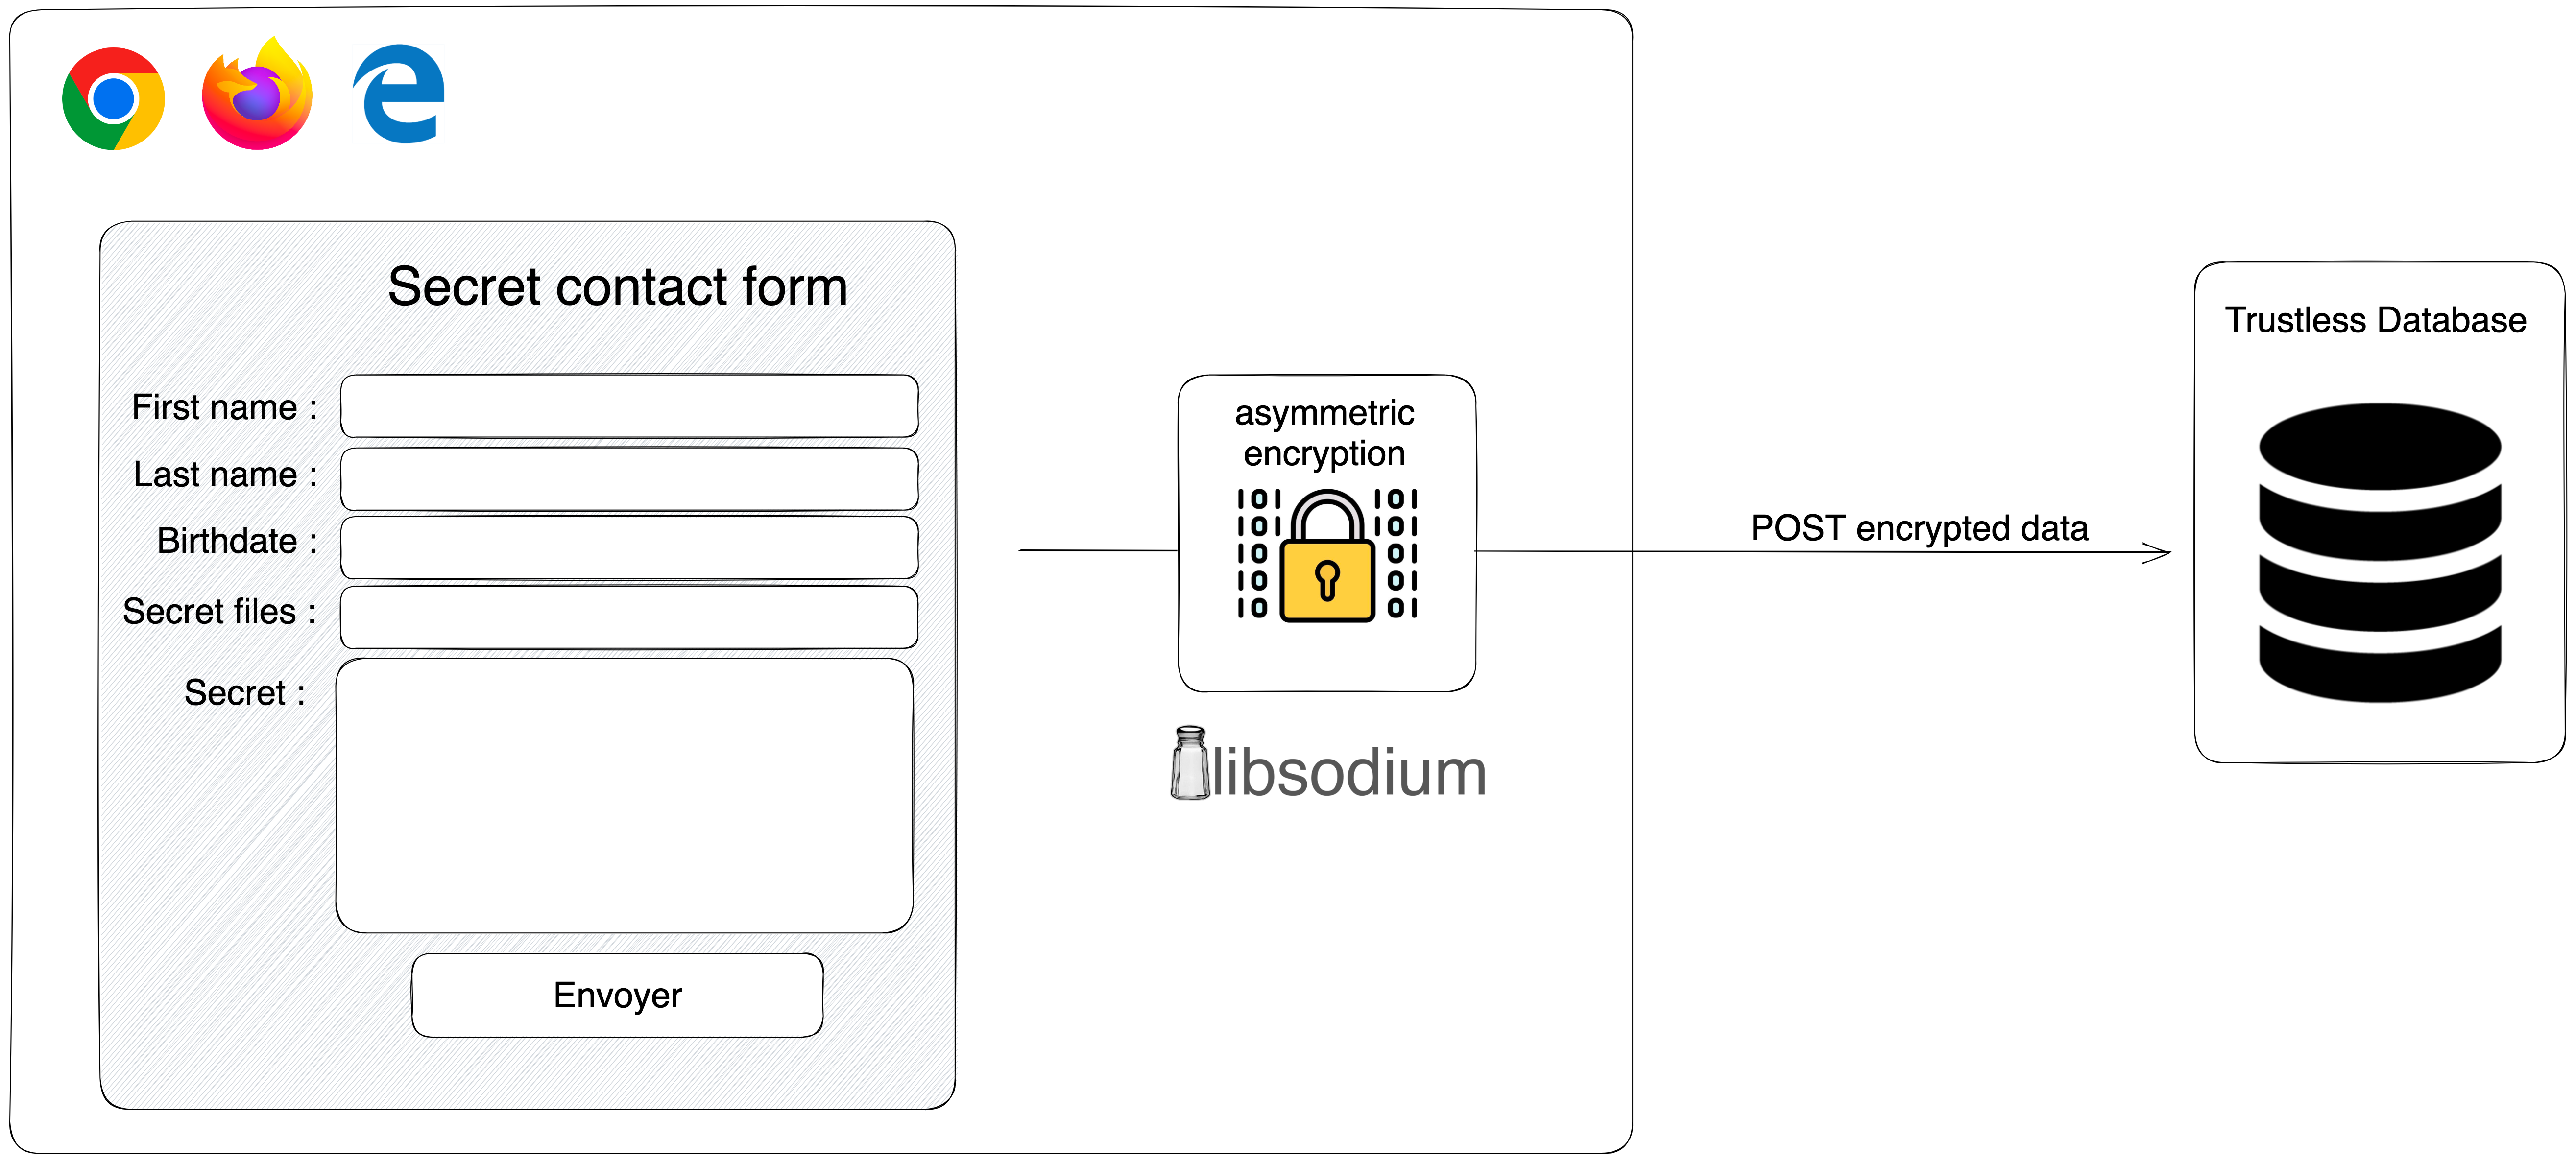 Secret contact form
First name :
Last name :
Birthdate :
Secret files :
Secret :
Envoyer
asymmetric
encryption
libsodium
POST encrypted data
Trustless Database